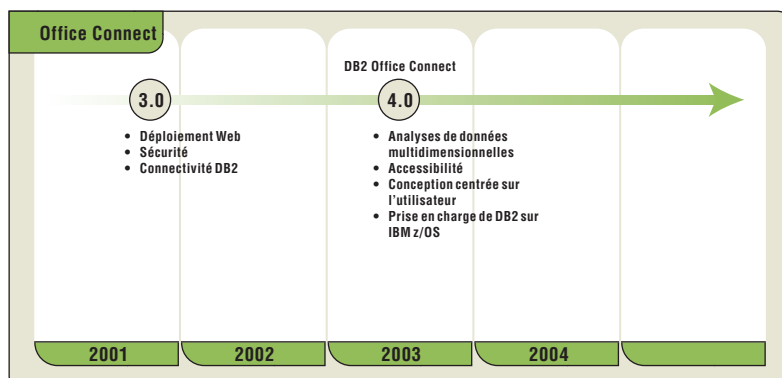 Office Connect
DB2 Office Connect
3.0
4.0
• Déploiement Web
• Sécurité
• Connectivité DB2
• Analyses de données
multidimensionnelles
• Accessibilité
• Conception centrée sur
l'utilisateur
• Prise en charge de DB2 sur
IBM z/OS
2001
2002
2003
2004